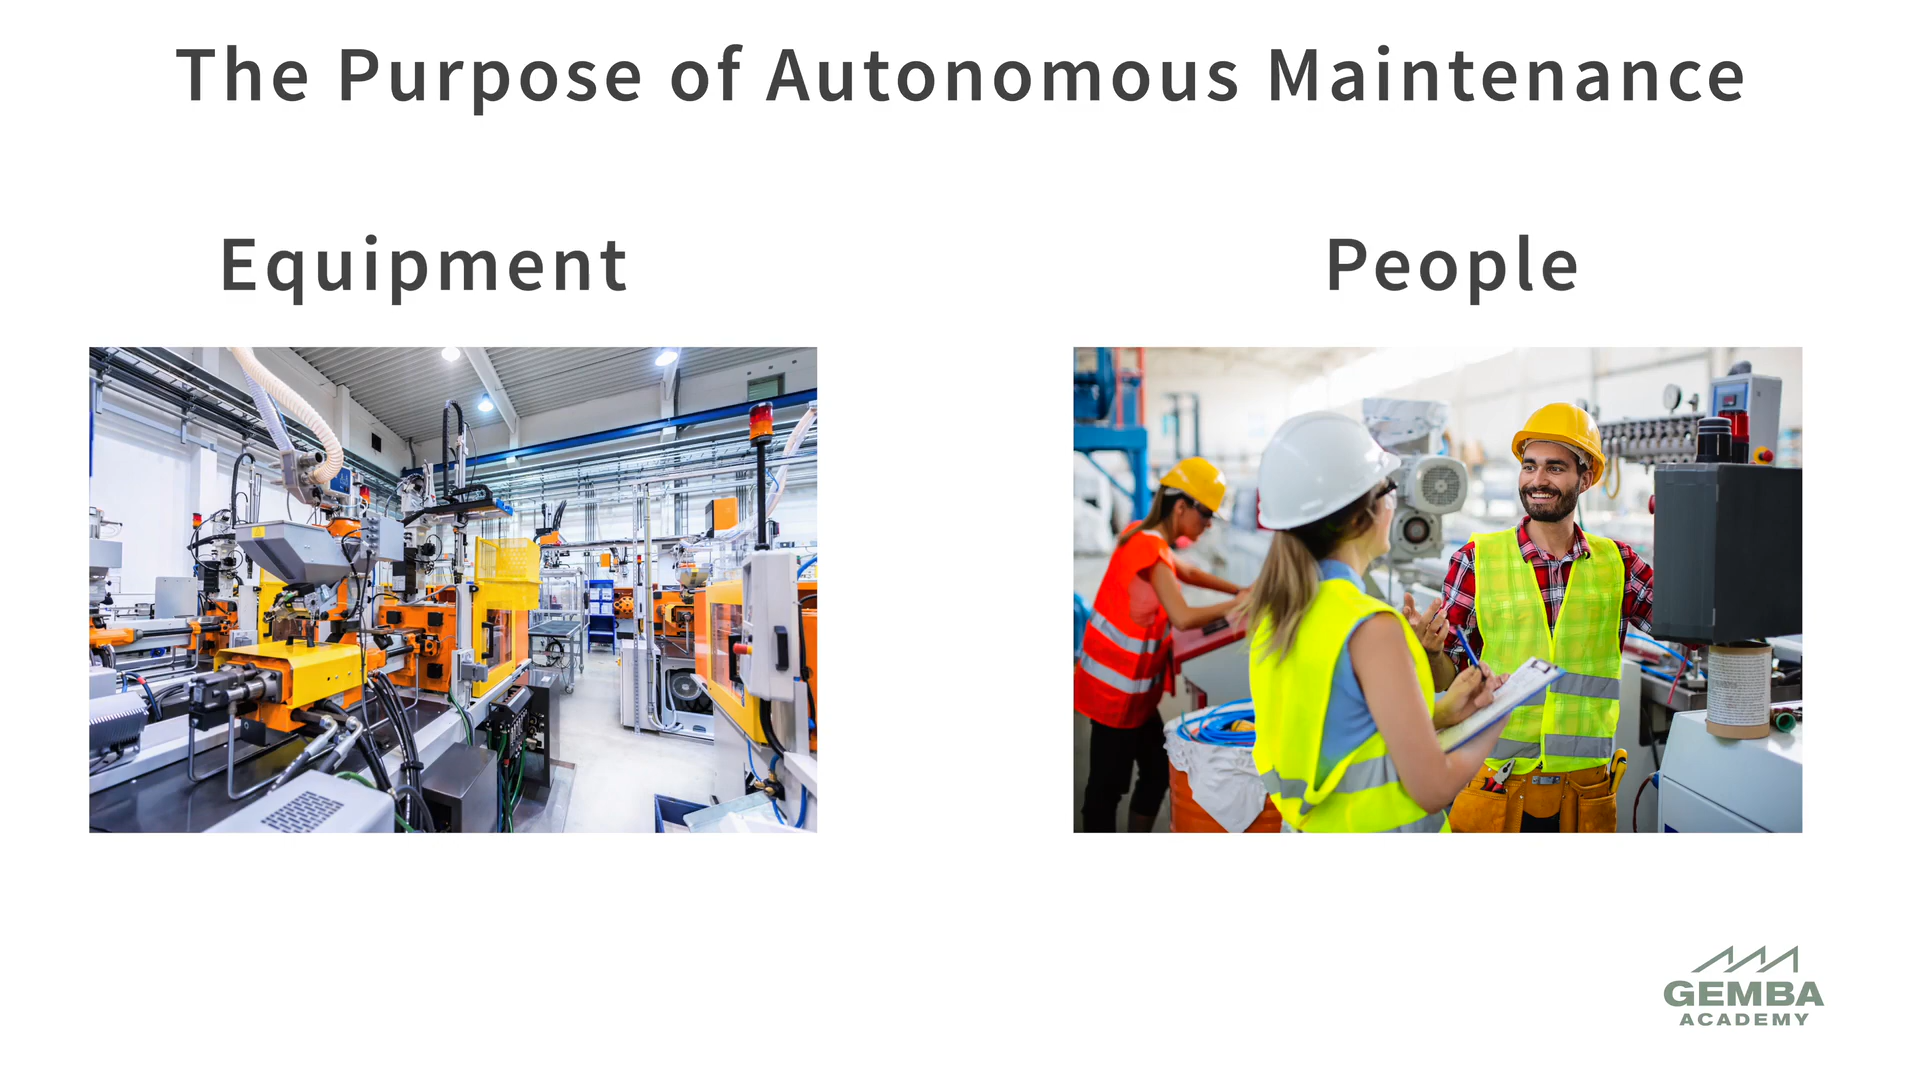 The Purpose of Autonomous Maintenance
Equipment
People
GEMBA
ACADEMY